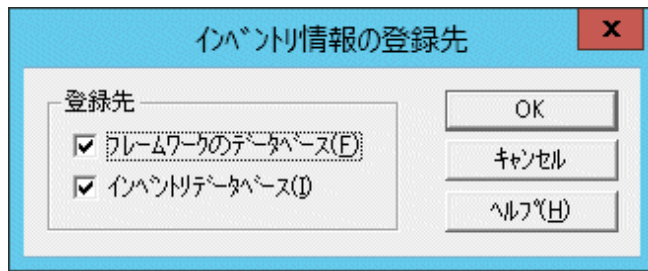 インベントリ情報の登録先
x
登録先
フレームワークのデータベース(F)
インベントリデータベース(I)
OK
キャンセル
ヘルプ(H)